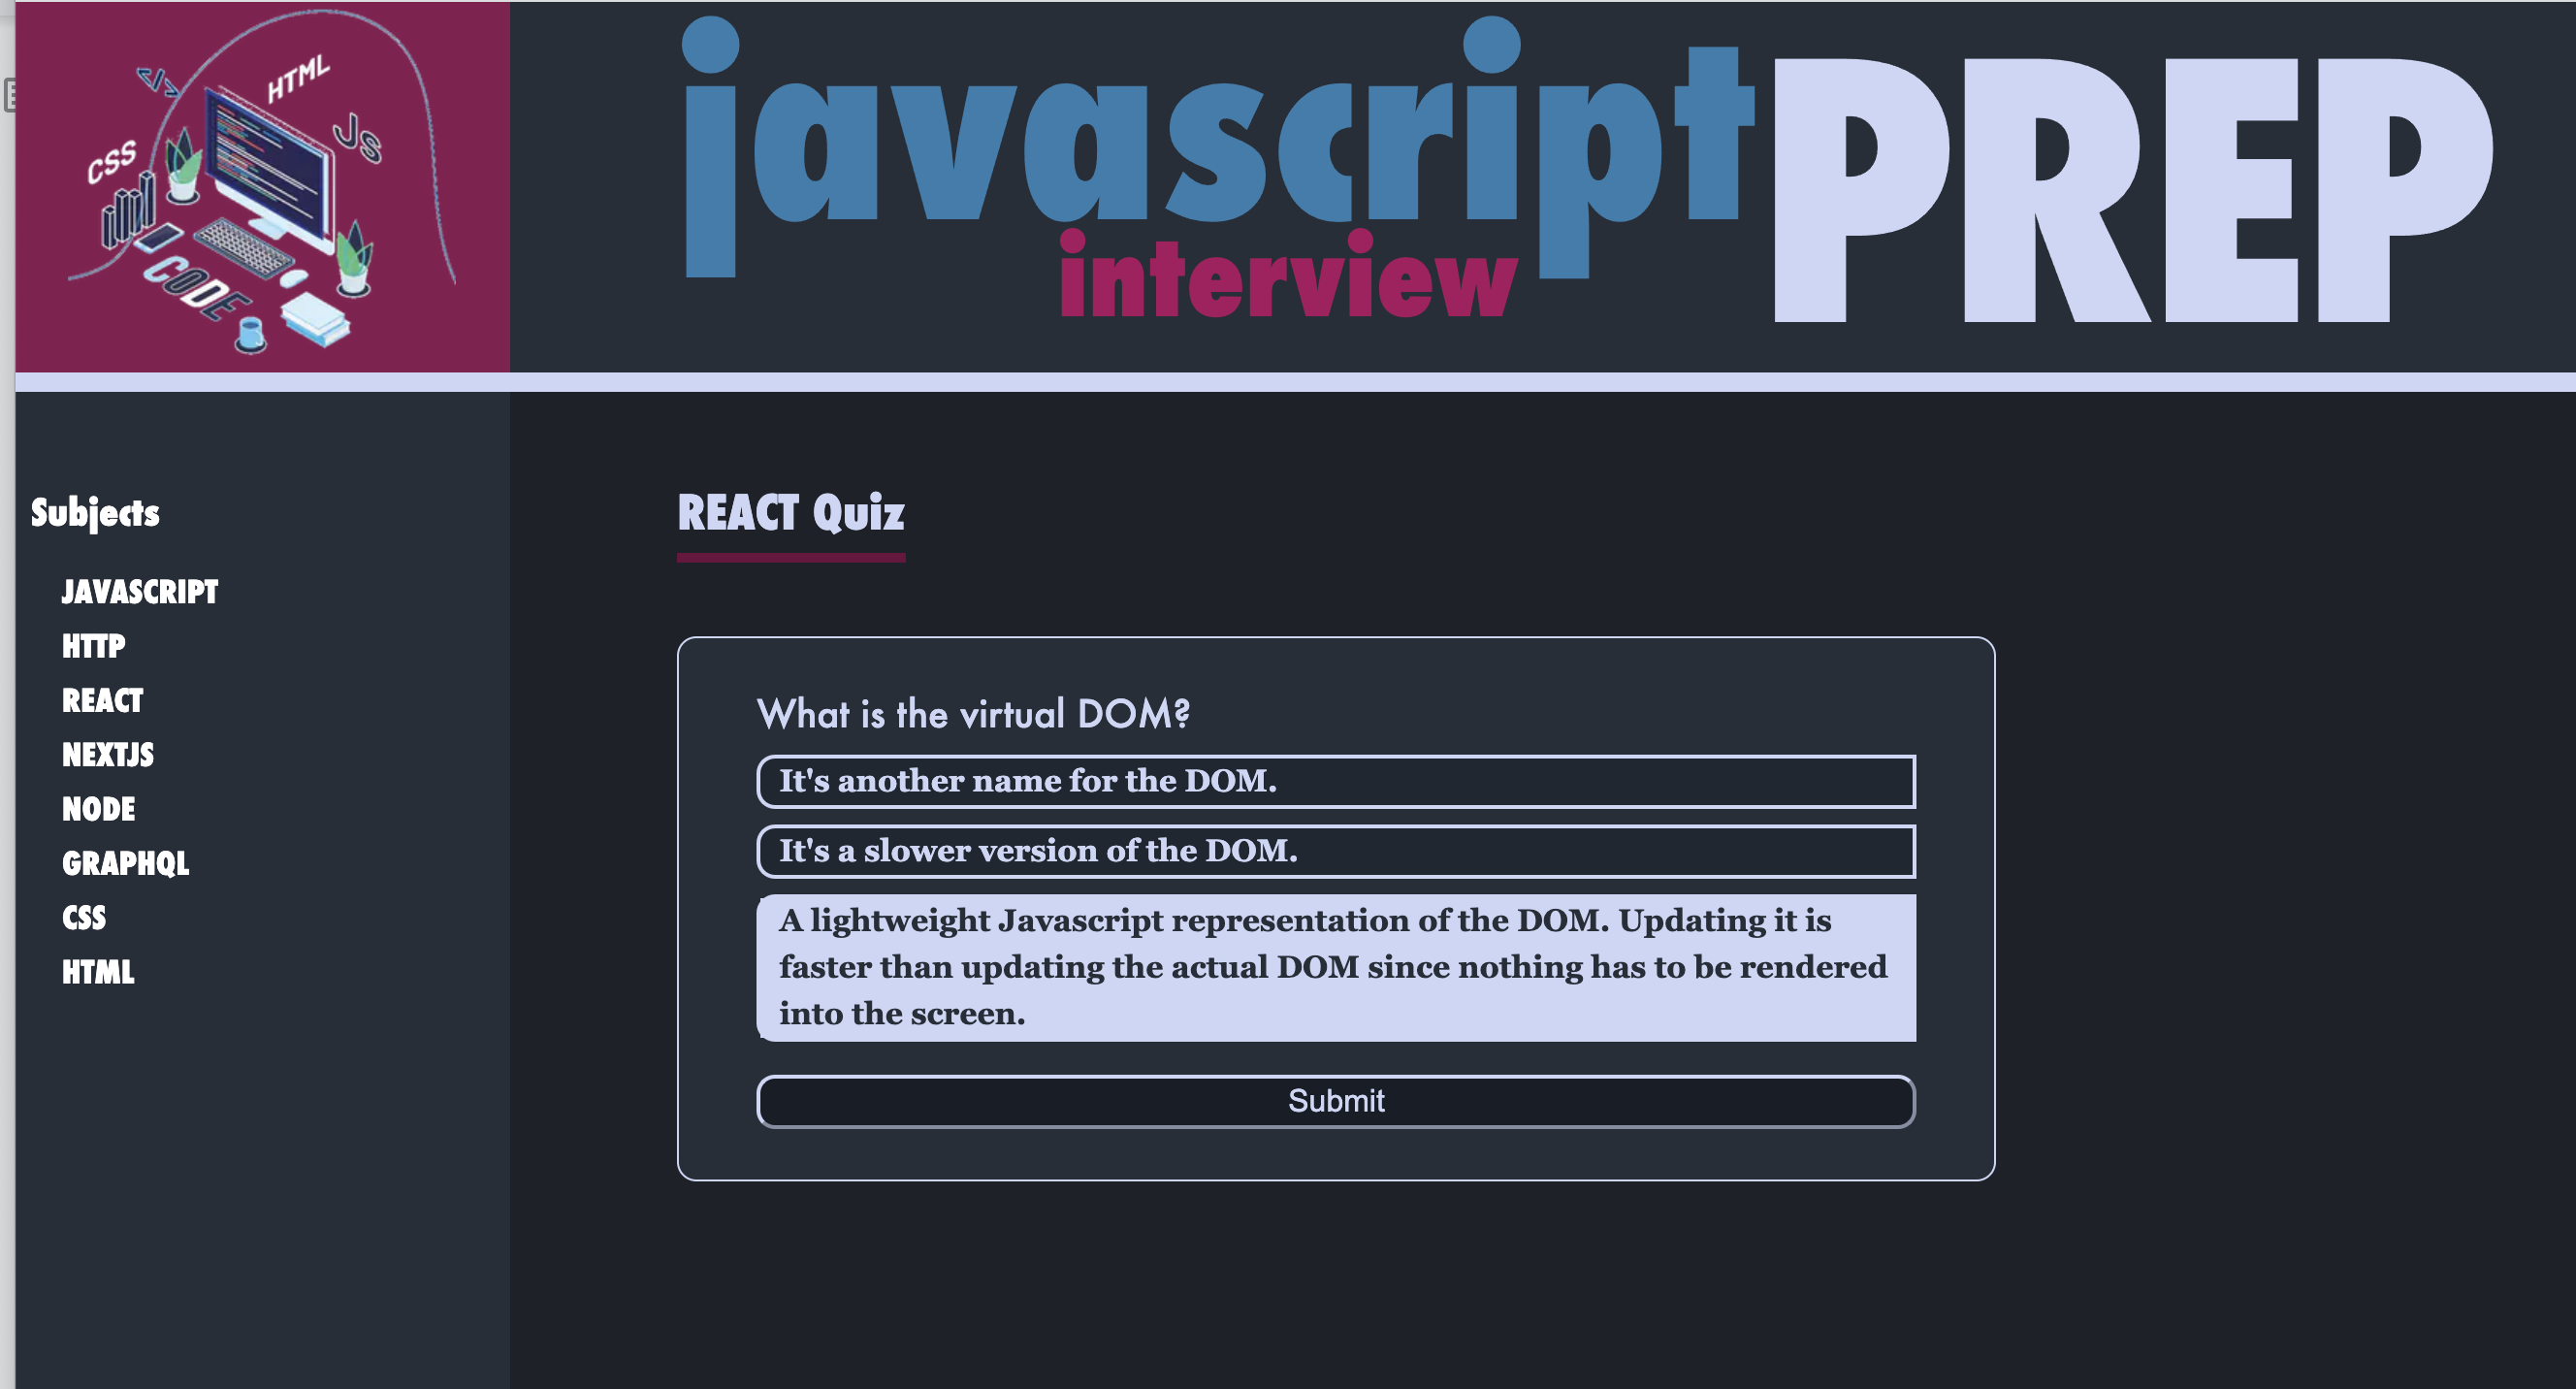 </>
HTML
JS
CSS
CODE
javascript
interview
PREP
Subjects
JAVASCRIPT
HTTP
REACT
NEXTJS
NODE
GRAPHQL
CSS
HTML
REACT Quiz
What is the virtual DOM?
It's another name for the DOM.
It's a slower version of the DOM.
A lightweight Javascript representation of the DOM. Updating it is
faster than updating the actual DOM since nothing has to be rendered
into the screen.
Submit